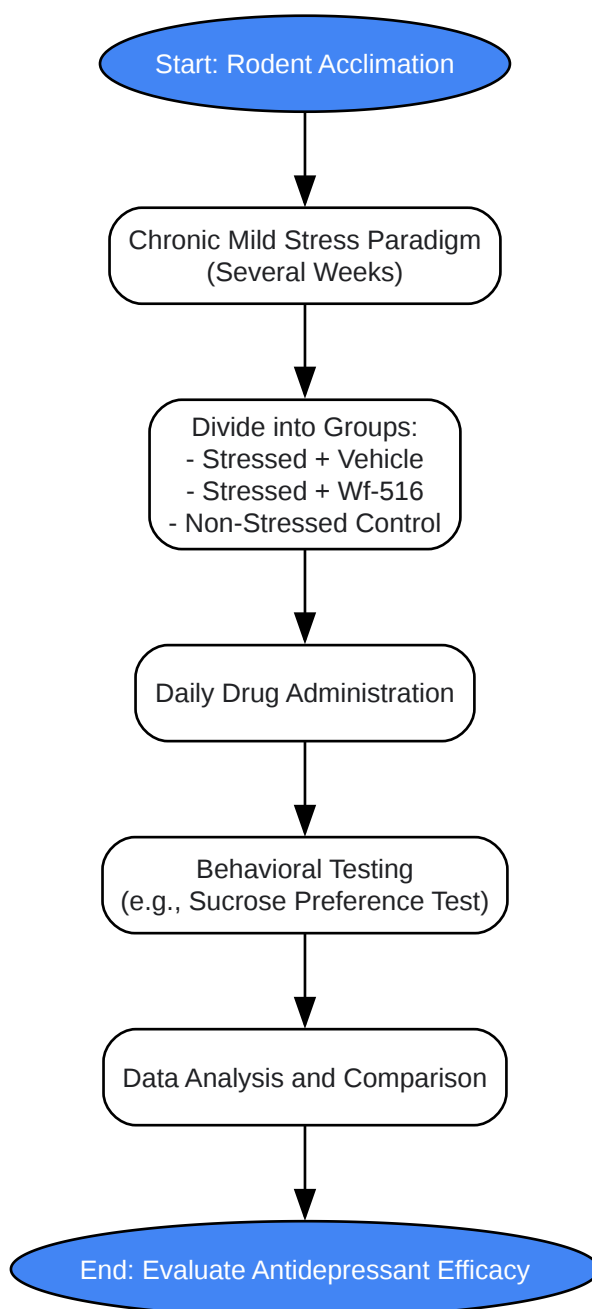 Start: Rodent Acclimation
Chronic Mild Stress Paradigm
(Several Weeks)
Divide into Groups:
- Stressed + Vehicle
- Stressed + Wf-516
- Non-Stressed Control
Daily Drug Administration
Behavioral Testing
(e.g., Sucrose Preference Test)
Data Analysis and Comparison
End: Evaluate Antidepressant Efficacy